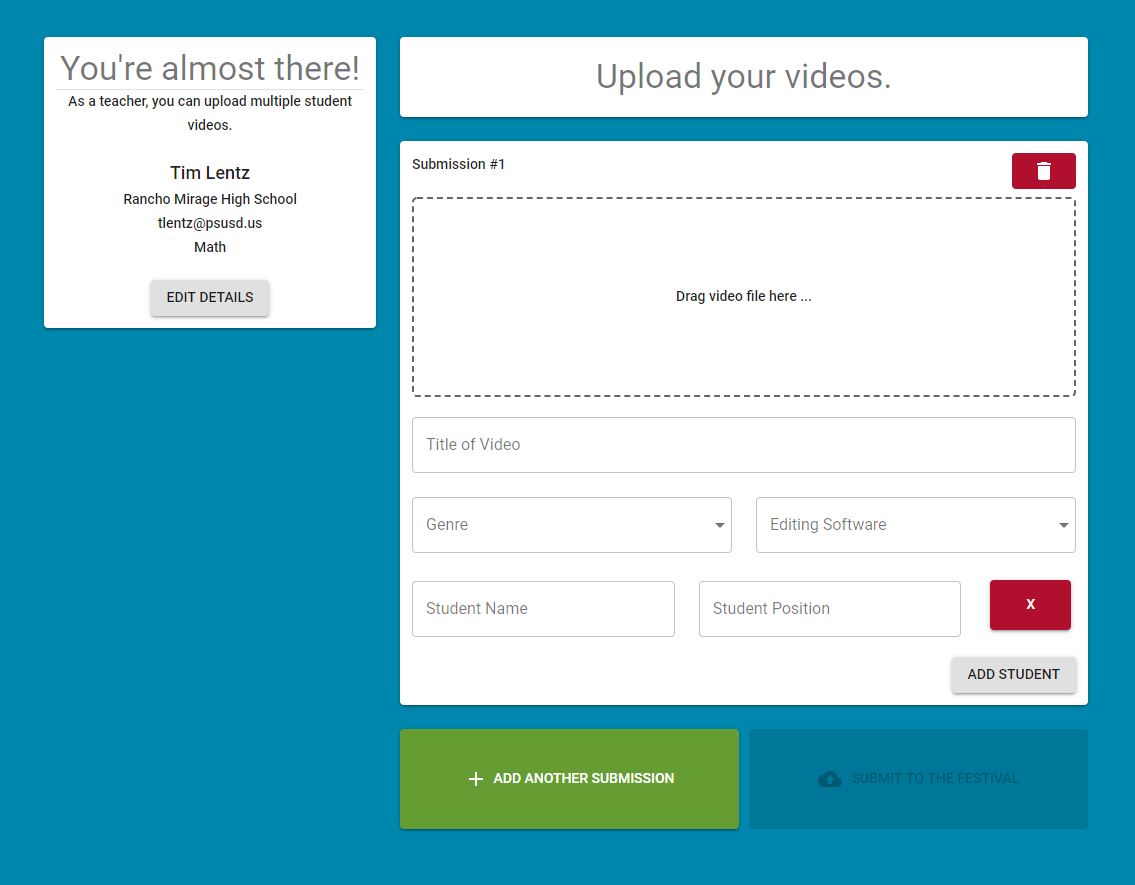 You're almost there!
As a teacher, you can upload multiple student
videos.
Tim Lentz
Rancho Mirage High School
tlentz@psusd.us
Math
EDIT DETAILS
Upload your videos.
Submission #1
Drag video file here ...
Title of Video
Genre
Editing Software
Student Name
Student Position
X
ADD STUDENT
ADD ANOTHER SUBMISSION
SUBMIT TO THE FESTIVAL